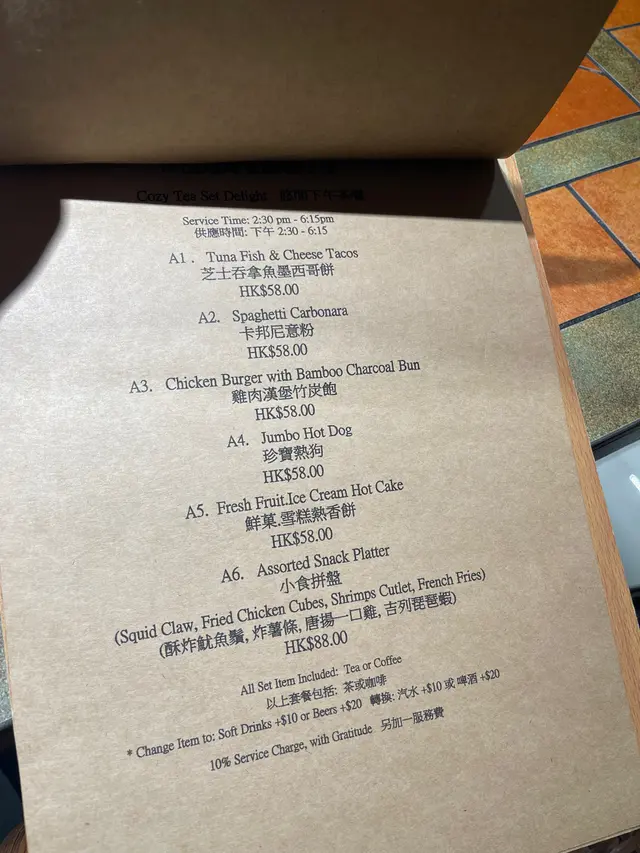 Cozy Tea Set Delight 悠閒下午茶
Service Time: 2:30 pm - 6:15pm
供應時間: 下午 2:30 - 6:15
A1 . Tuna Fish & Cheese Tacos
芝士吞拿魚墨西哥餅
HK$58.00
A2. Spaghetti Carbonara
卡邦尼意粉
HK$58.00
A3. Chicken Burger with Bamboo Charcoal Bun
雞肉漢堡竹炭飽
HK$58.00
A4. Jumbo Hot Dog
珍寶熱狗
HK$58.00
A5. Fresh Fruit.Ice Cream Hot Cake
鮮菓.雪糕熱香餅
HK$58.00
A6. Assorted Snack Platter
小食拼盤
(Squid Claw, Fried Chicken Cubes, Shrimps Cutlet, French Fries)
(酥炸魷魚鬚, 炸薯條, 唐揚一口雞, 吉列琵琶蝦)
HK$88.00
All Set Item Included: Tea or Coffee
以上套餐包括: 茶或咖啡
* Change Item to: Soft Drinks +$10 or Beers +$20 轉換: 汽水 +$10 或 啤酒 +$20
10% Service Charge, with Gratitude 另加一服務費